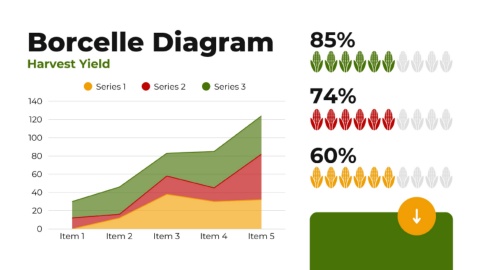 Borcelle Diagram
Harvest Yield
Series 1 Series 2 Series 3
140
120
100
80
60
40
20
0
Item 1 Item 2 Item 3 Item 4 Item 5
85%
74%
60%